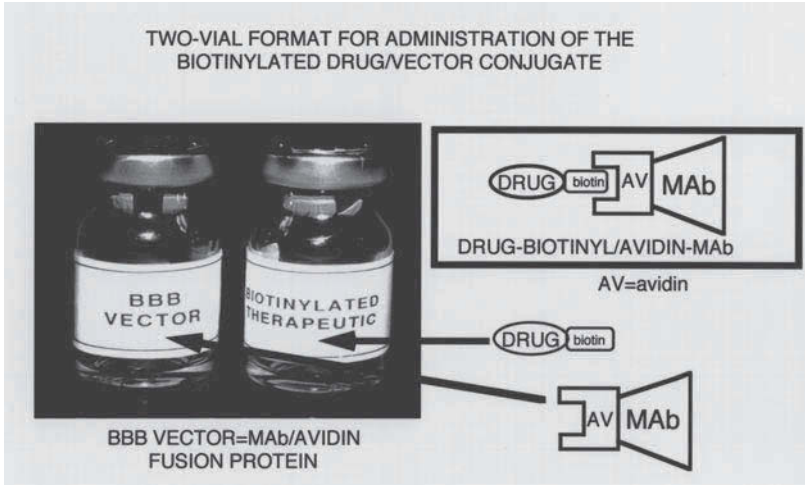 TWO-VIAL FORMAT FOR ADMINISTRATION OF THE
BIOTINYLATED DRUG/VECTOR CONJUGATE
BBB
VECTOR
BIOTINYLATED
THERAPEUTIC
DRUG biotin AV MAb
DRUG-BIOTINYL/AVIDIN-MAb
AV=avidin
DRUG biotin
AV MAb
BBB VECTOR=MAb/AVIDIN
FUSION PROTEIN